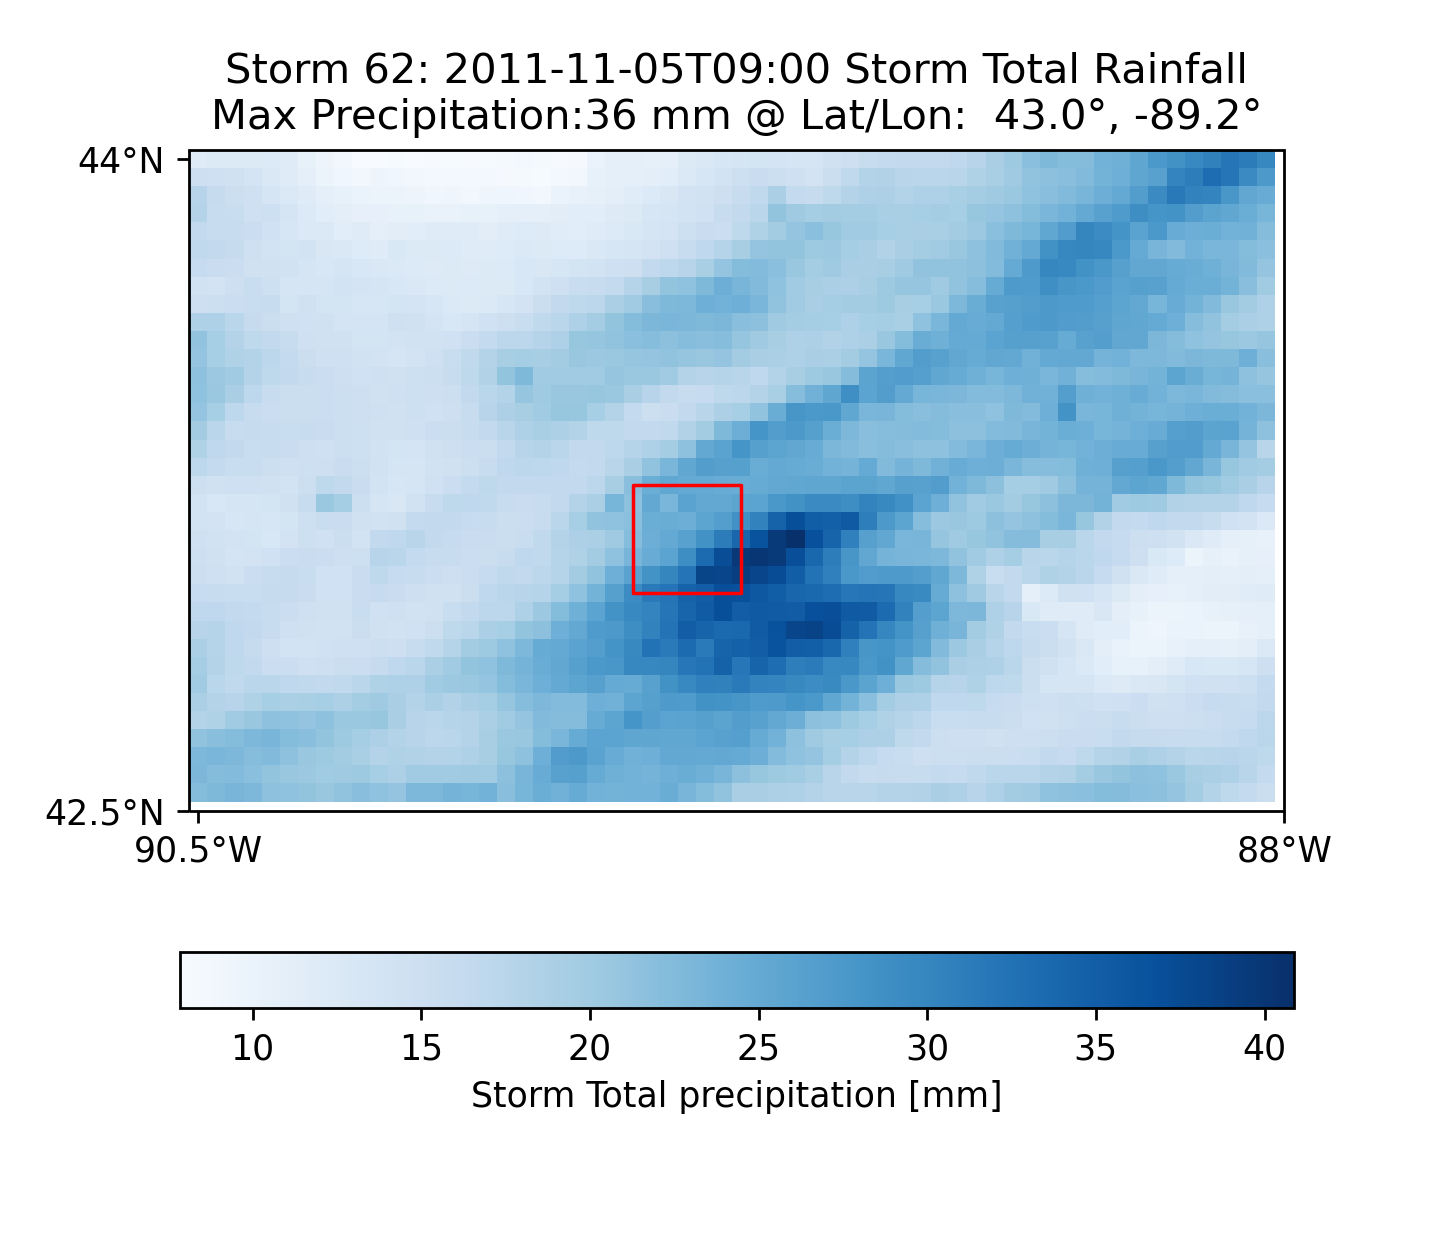 Storm 62: 2011-11-05T09:00 Storm Total Rainfall
Max Precipitation:36 mm @ Lat/Lon:  43.0°, -89.2°
44°N
42.5°N
90.5°W 88°W
10 15 20 25 30 35 40
Storm Total precipitation [mm]